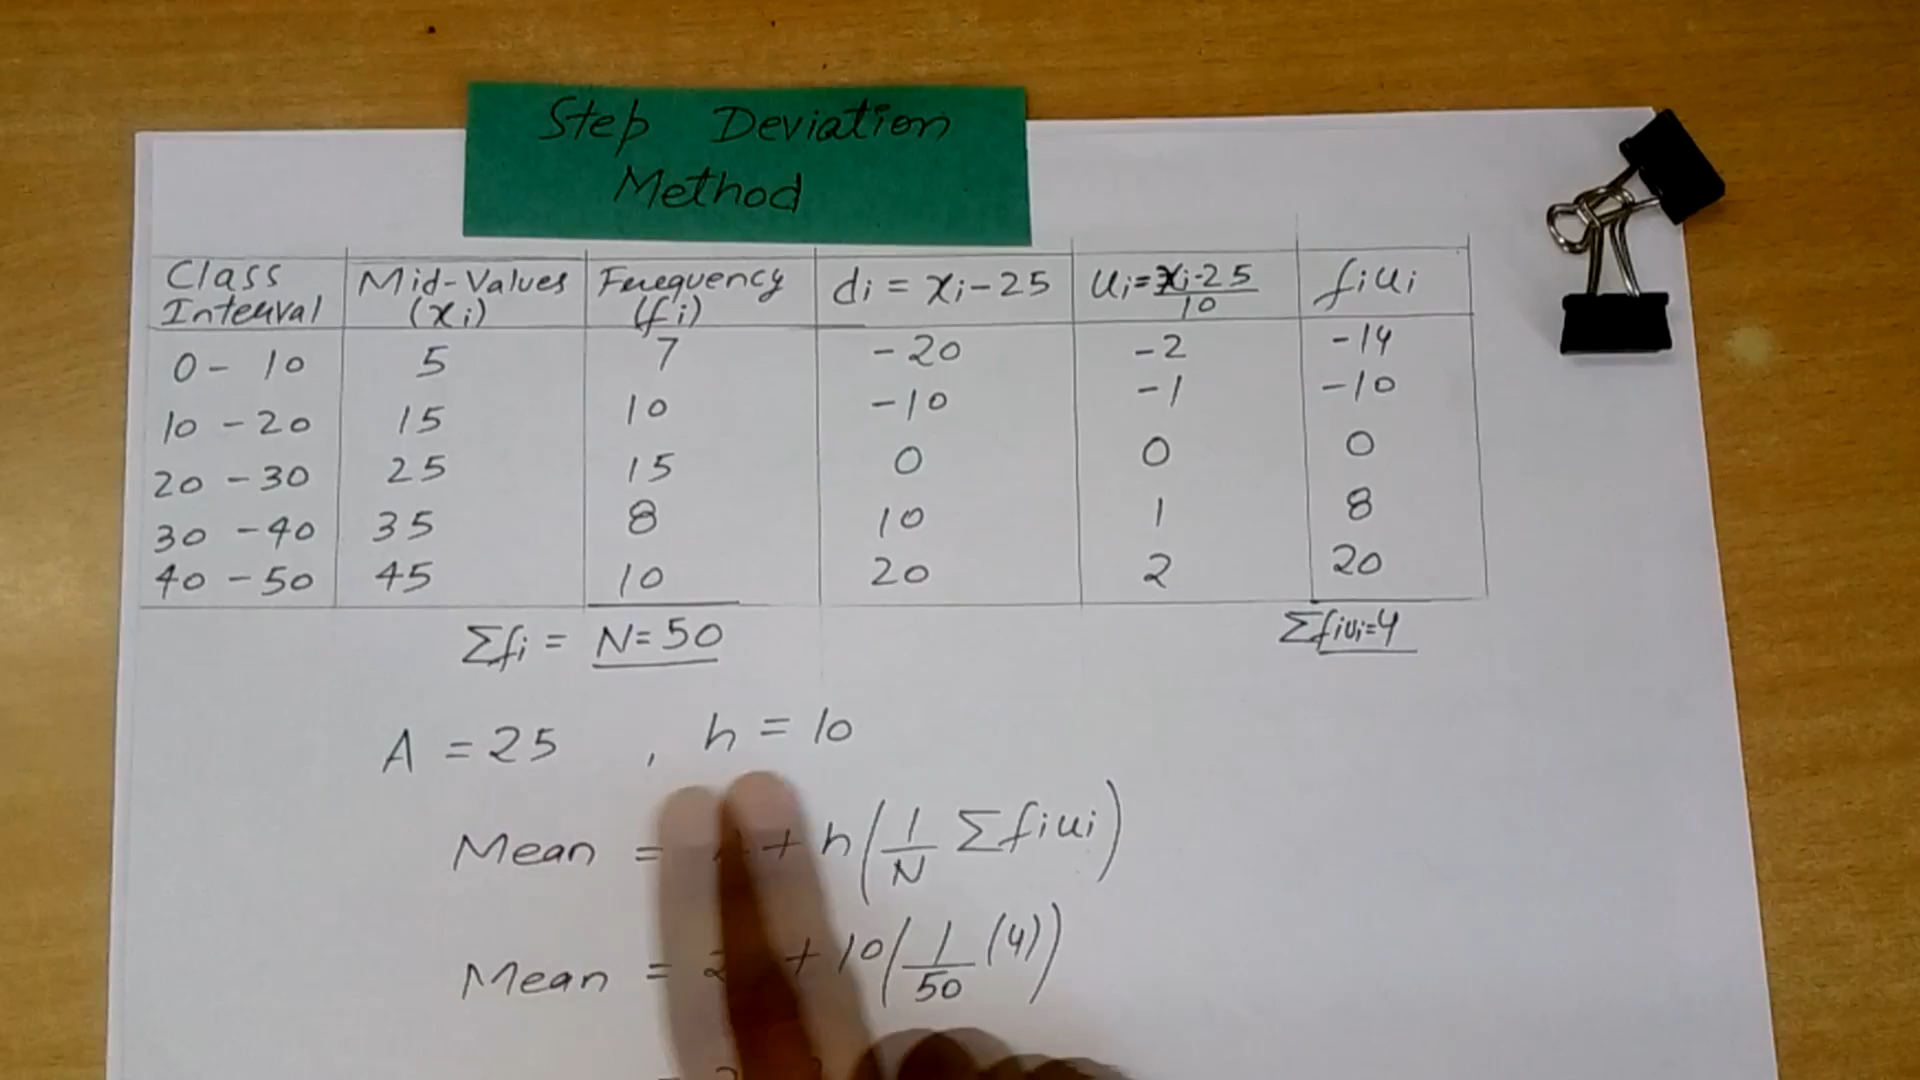 Step Deviation
Method
Class Interval | Mid-Values (xi) | Frequency (fi) | di = xi-25 | Ui = xi-25/10 | fiui
0 - 10 | 5 | 7 | -20 | -2 | -14
10 - 20 | 15 | 10 | -10 | -1 | -10
20 - 30 | 25 | 15 | 0 | 0 | 0
30 - 40 | 35 | 8 | 10 | 1 | 8
40 - 50 | 45 | 10 | 20 | 2 | 20
Σfi = N=50 Σfiui=4
A = 25 , h = 10
Mean = + h(1/N Σfiui)
Mean = 2 + 10(1/50 (4))
=